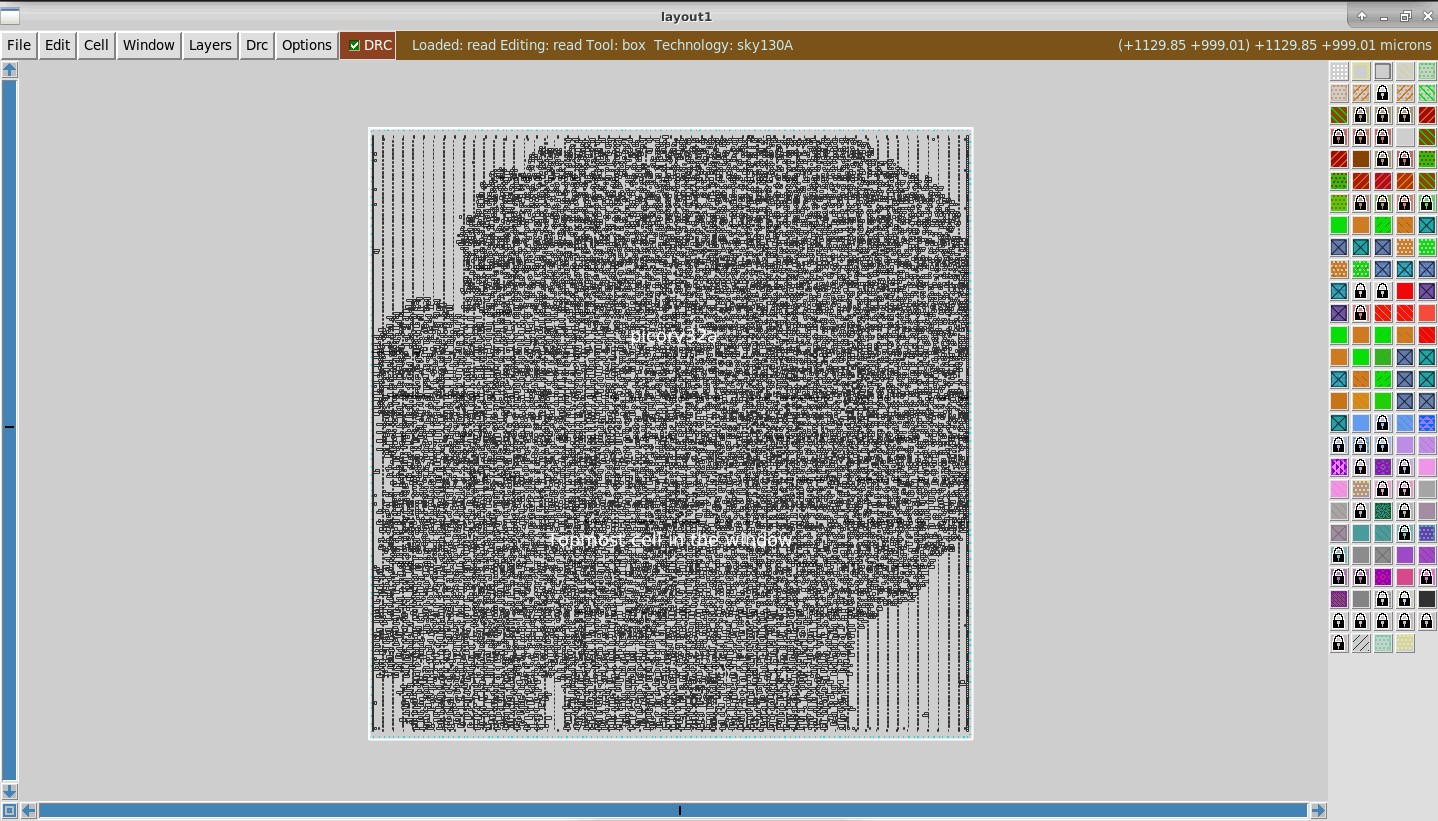 layout1
File Edit Cell Window Layers Drc Options DRC Loaded: read Editing: read Tool: box Technology: sky130A (+1129.85 +999.01) +1129.85 +999.01 microns
picorv32a
Topmost cell in the window